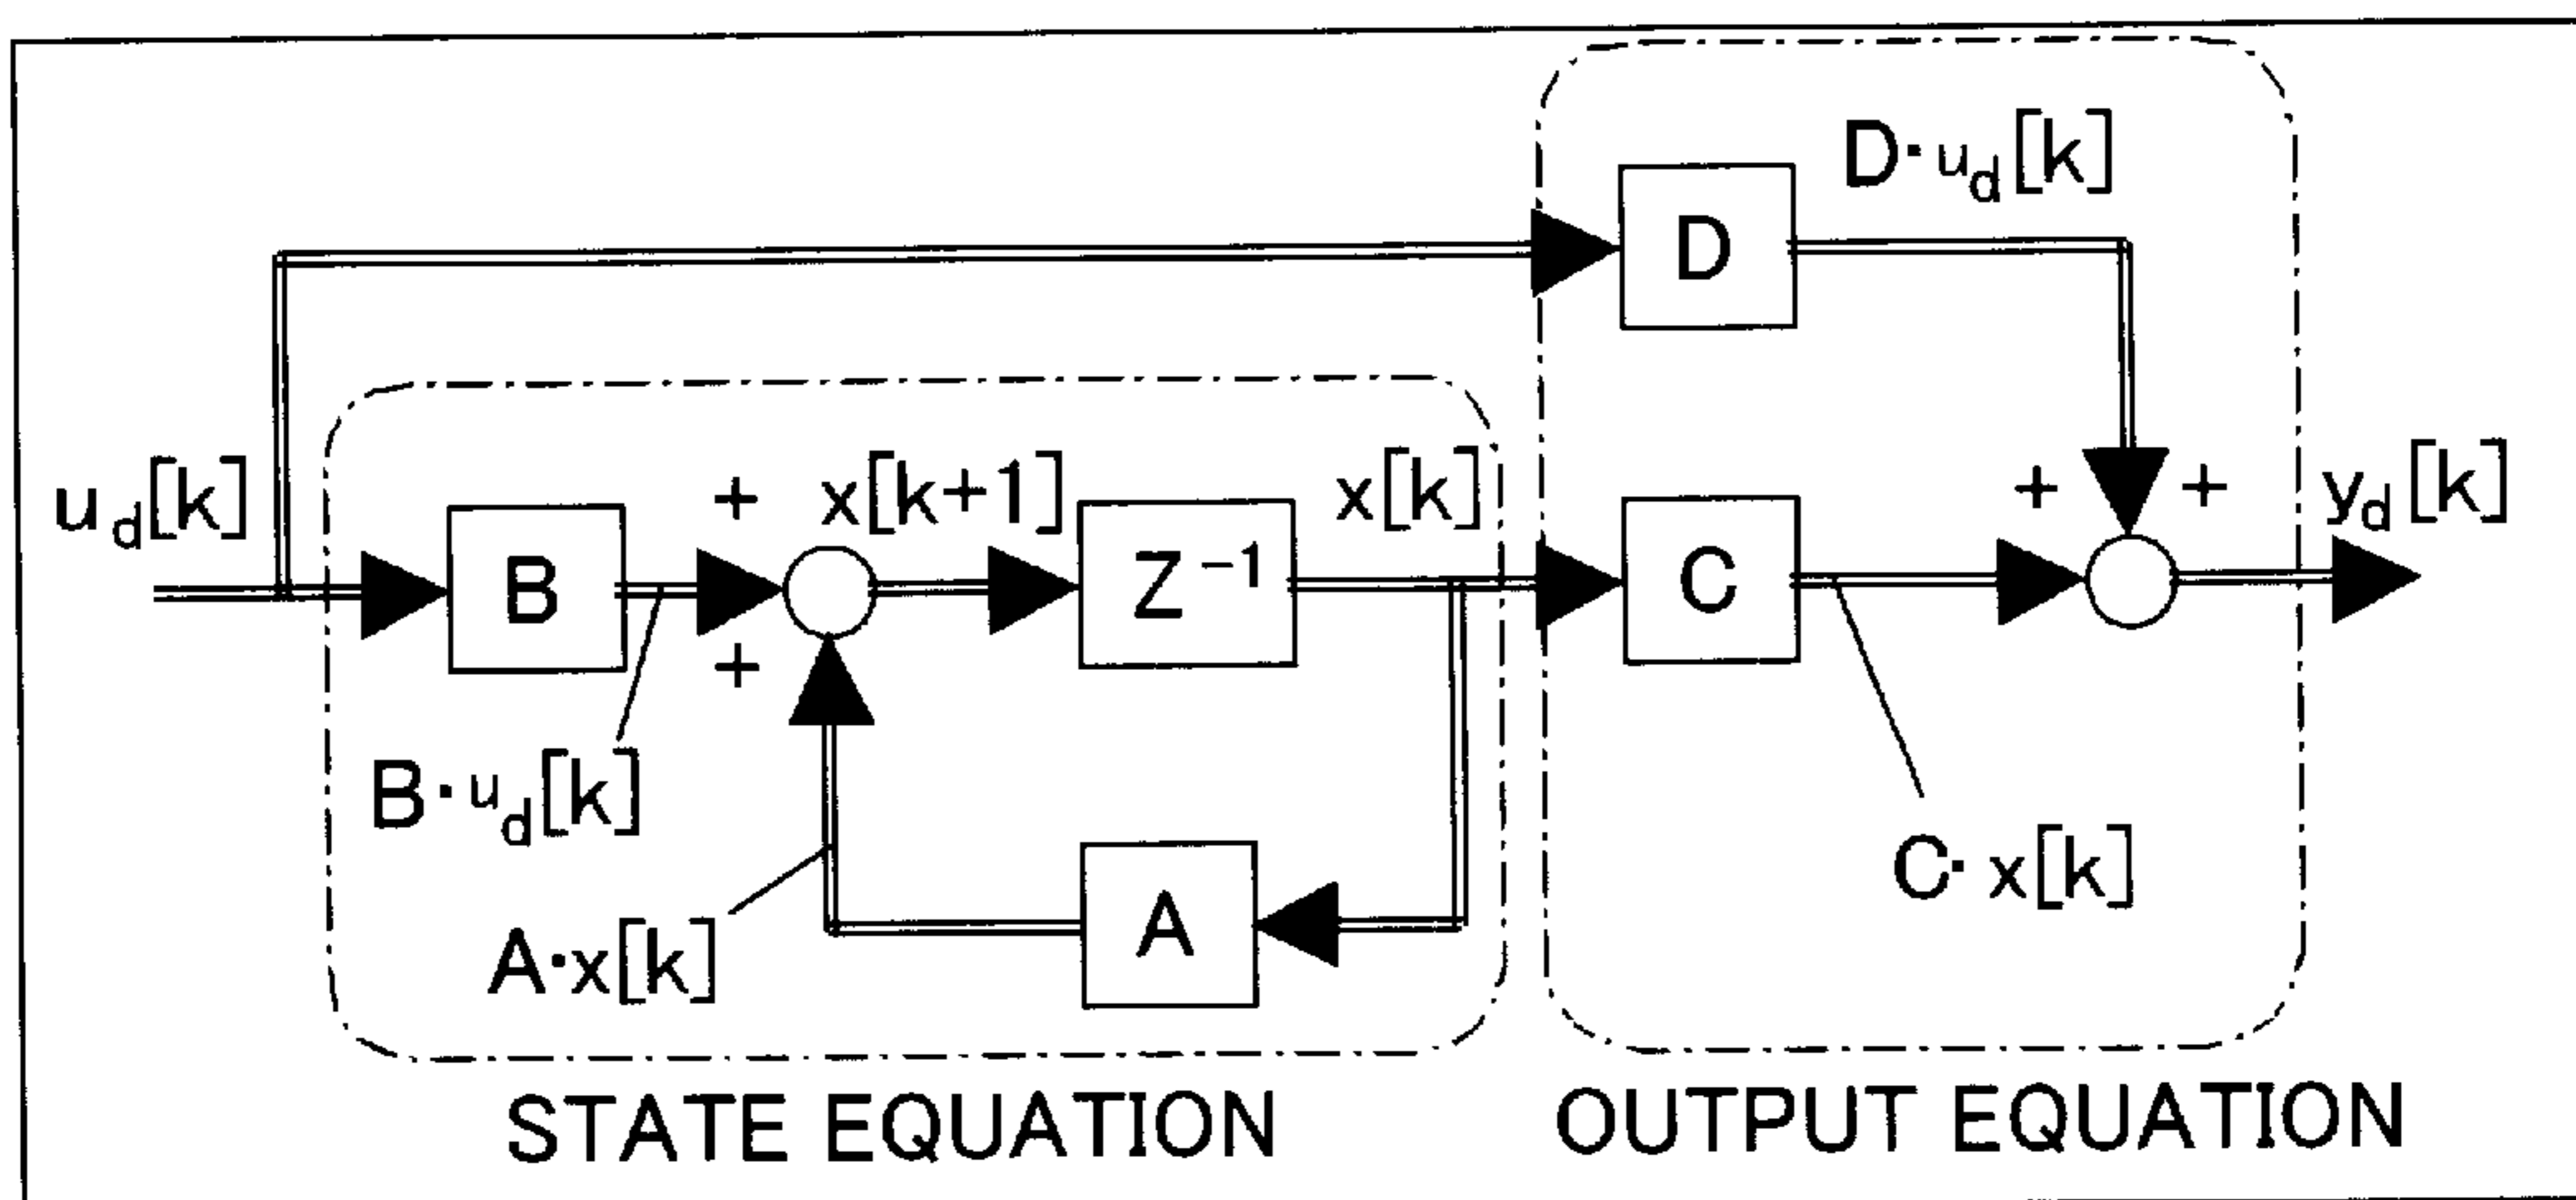 D·u_d[k]
D
u_d[k]
B
+
+
x[k+1]
Z⁻¹
x[k]
C
+
+
y_d[k]
B·u_d[k]
A·x[k]
A
C·x[k]
STATE EQUATION
OUTPUT EQUATION